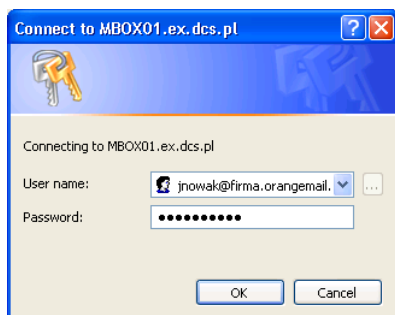 Connect to MBOX01.ex.dcs.pl
Connecting to MBOX01.ex.dcs.pl
User name:
jnowak@firma.orangemail.
...
Password:
●●●●●●●●●●
OK
Cancel